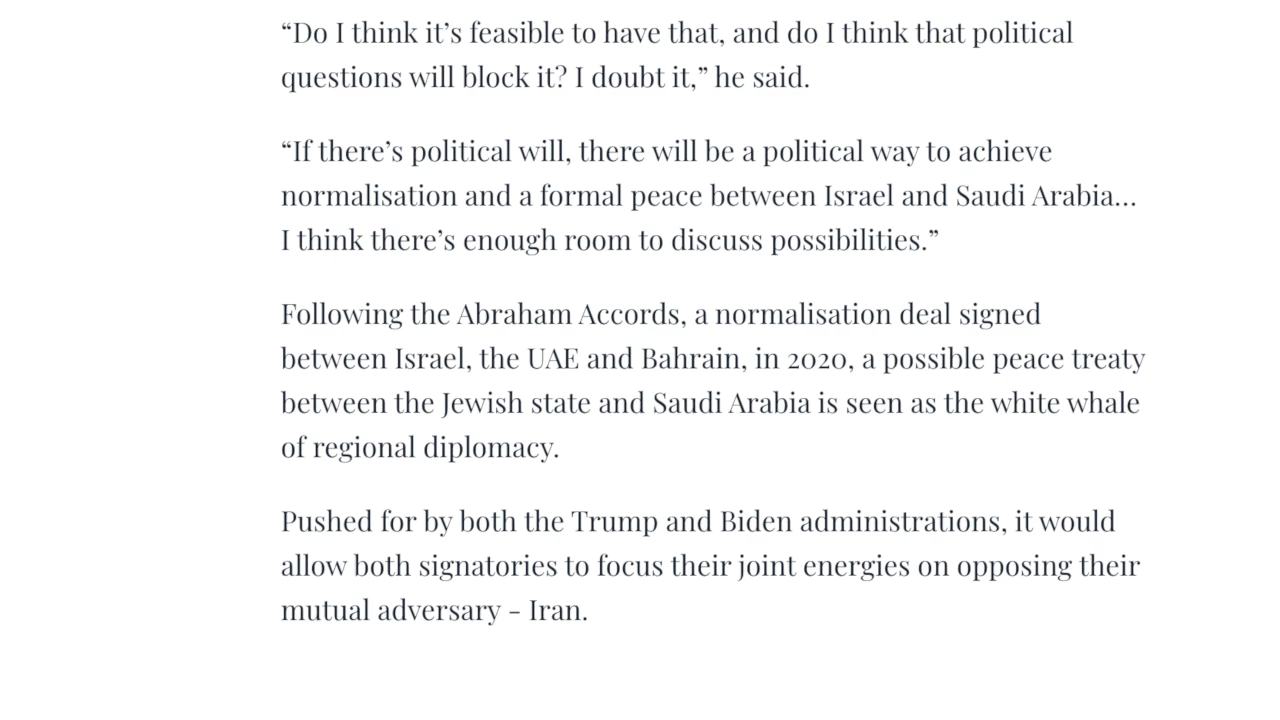 “Do I think it’s feasible to have that, and do I think that political
questions will block it? I doubt it,” he said.
“If there’s political will, there will be a political way to achieve
normalisation and a formal peace between Israel and Saudi Arabia…
I think there’s enough room to discuss possibilities.”
Following the Abraham Accords, a normalisation deal signed
between Israel, the UAE and Bahrain, in 2020, a possible peace treaty
between the Jewish state and Saudi Arabia is seen as the white whale
of regional diplomacy.
Pushed for by both the Trump and Biden administrations, it would
allow both signatories to focus their joint energies on opposing their
mutual adversary - Iran.